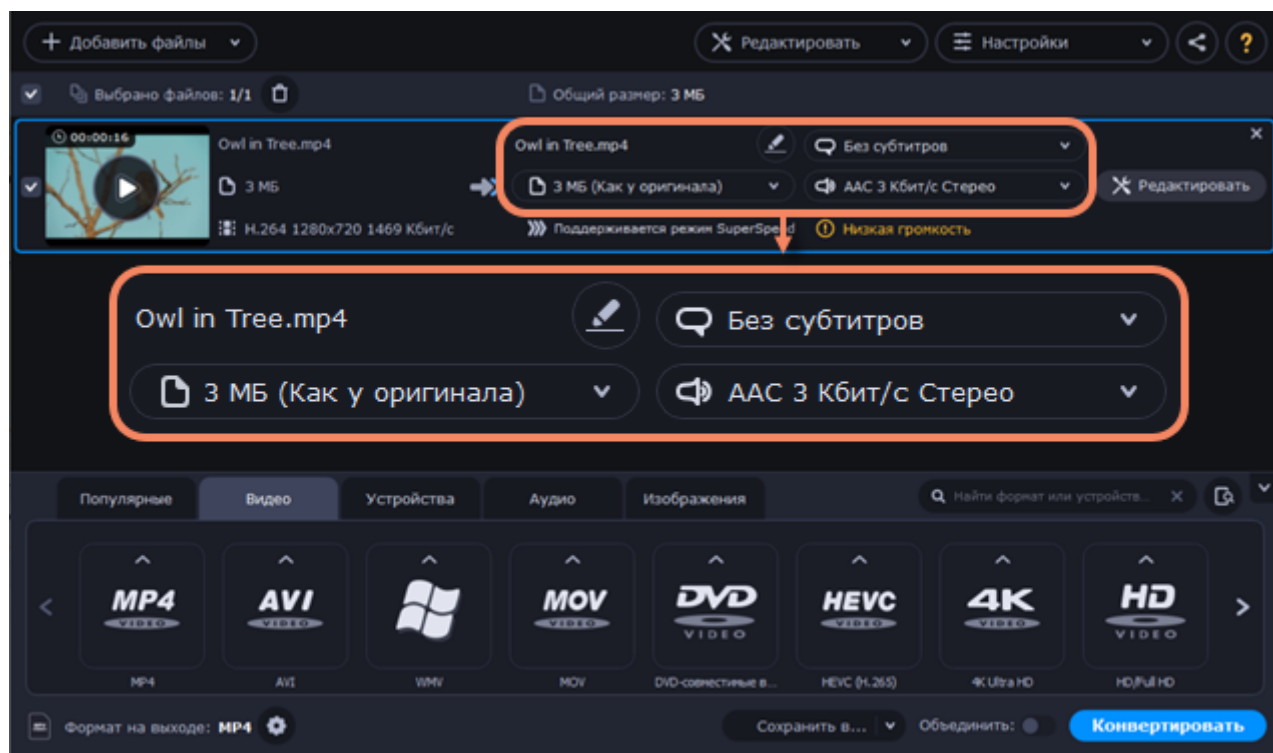 Добавить файлы
Редактировать
Настройки
?
Выбрано файлов: 1/1
Общий размер: 3 МБ
00:00:16
Owl in Tree.mp4
Owl in Tree.mp4
Без субтитров
3 МБ
3 МБ (Как у оригинала)
AAC 3 Кбит/с Стерео
Редактировать
H.264 1280x720 1469 Кбит/с
Поддерживается режим SuperSpeed
Низкая громкость
Owl in Tree.mp4
Без субтитров
3 МБ (Как у оригинала)
AAC 3 Кбит/с Стерео
Популярные
Видео
Устройства
Аудио
Изображения
Найти формат или устройств...
MP4 VIDEO
AVI VIDEO
MOV VIDEO
DVD VIDEO
HEVC VIDEO
4K VIDEO
HD VIDEO
MP4
AVI
WMV
MOV
DVD-совместимые в...
HEVC (H.265)
4K Ultra HD
HD/Full HD
Формат на выходе: MP4
Сохранить в...
Объединить:
Конвертировать